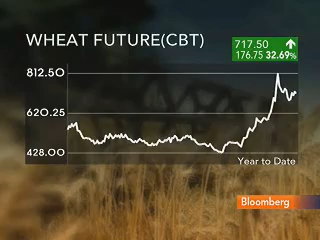 WHEAT FUTURE(CBT)
717.50
176.75 32.69%
812.50
620.25
428.00
Year to Date
Bloomberg